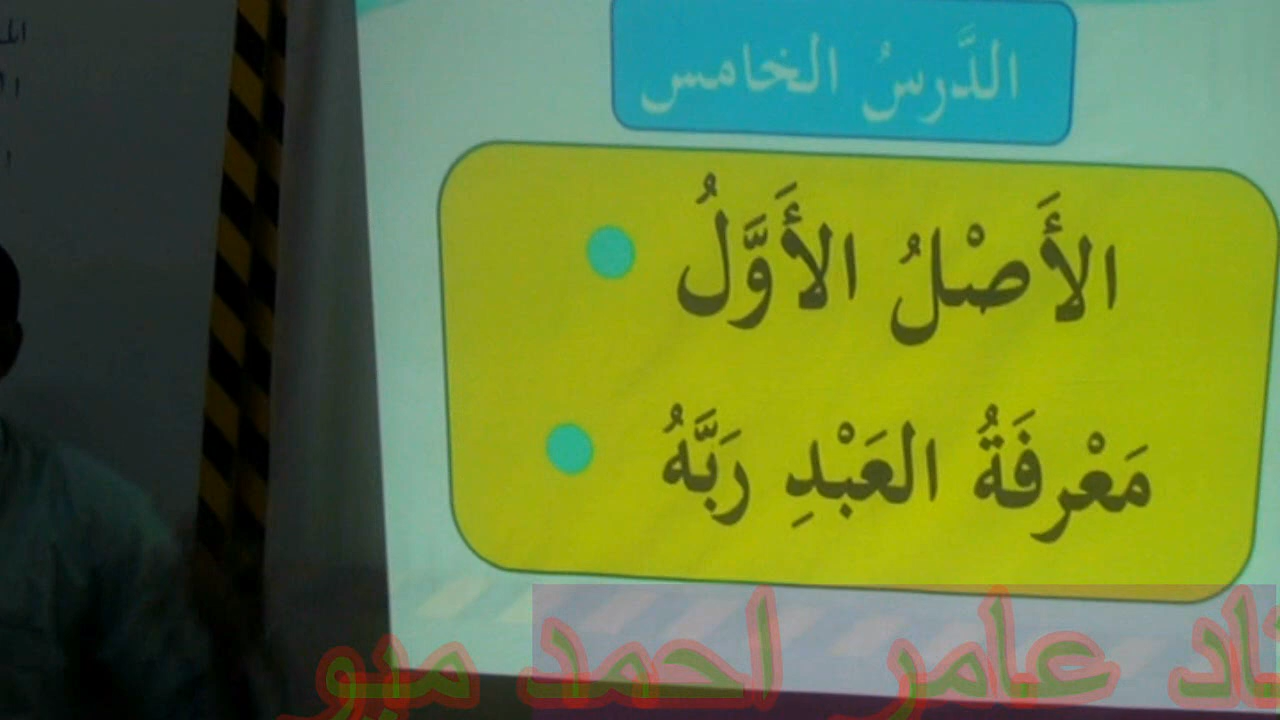 الدَّرسُ الخامس
الأَصْلُ الأَوَّلُ
مَعْرِفَةُ العَبْدِ رَبَّهُ
عامر احمد